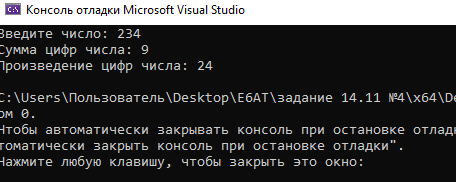 Консоль отладки Microsoft Visual Studio
Введите число: 234
Сумма цифр числа: 9
Произведение цифр числа: 24
C:\Users\Пользователь\Desktop\Е6АТ\задание 14.11 №4\x64\De
ом 0.
Чтобы автоматически закрывать консоль при остановке отлад
томатически закрыть консоль при остановке отладки".
Нажмите любую клавишу, чтобы закрыть это окно: